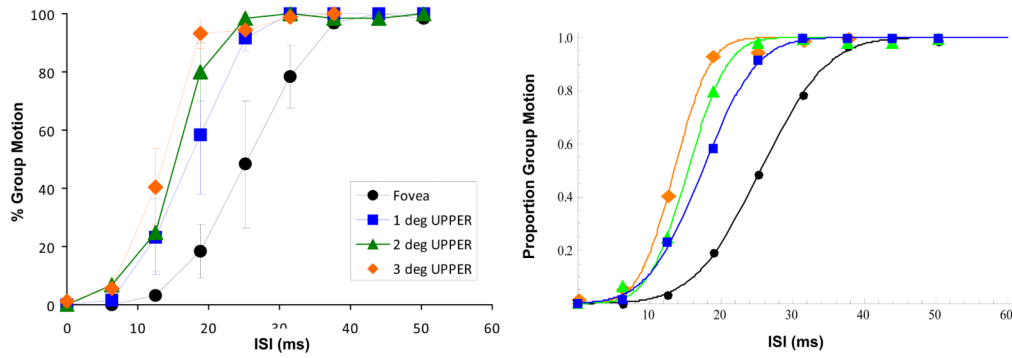 100
80
60
40
20
0
% Group Motion
0 10 20 30 40 50 60
ISI (ms)
Fovea
1 deg UPPER
2 deg UPPER
3 deg UPPER
1.0
0.8
0.6
0.4
0.2
Proportion Group Motion
10 20 30 40 50 60
ISI (ms)